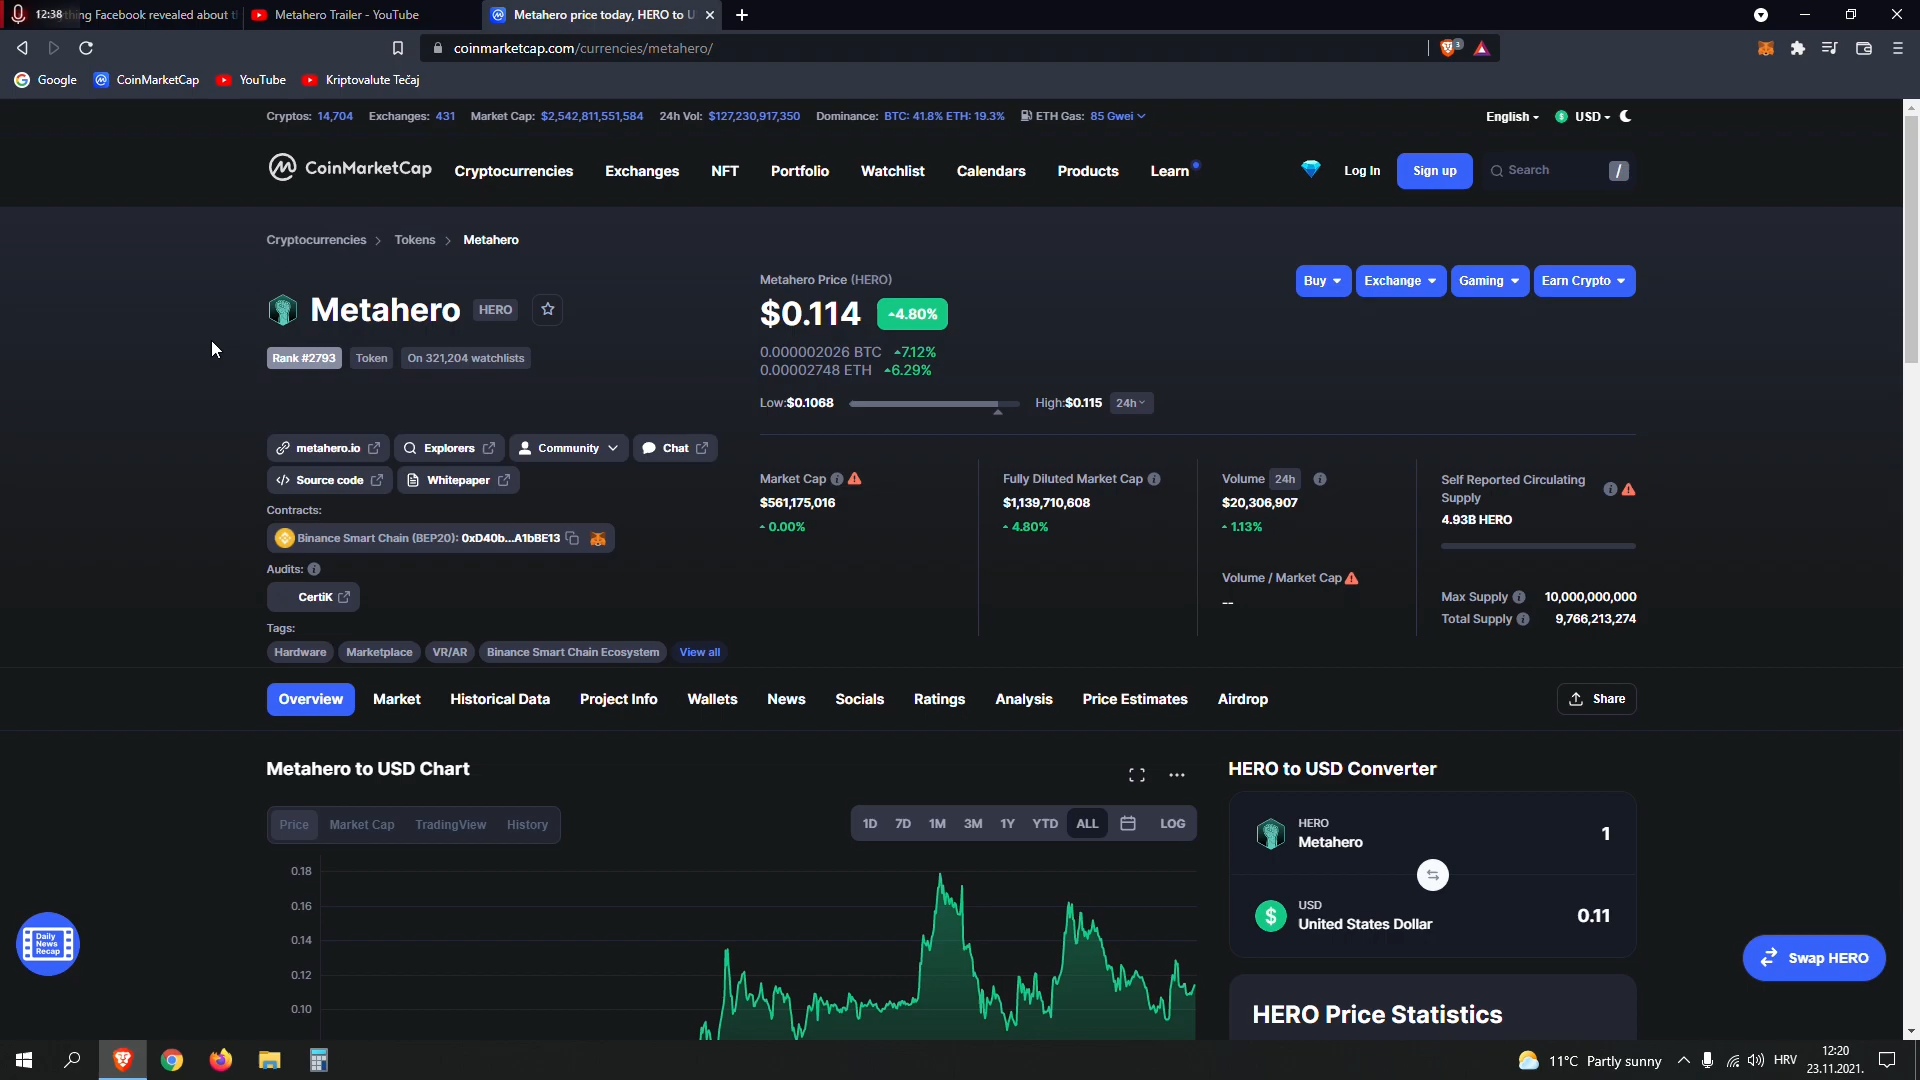 12:38 hing Facebook revealed about t
Metahero Trailer - YouTube
Metahero price today, HERO to U
coinmarketcap.com/currencies/metahero/
3
Google
CoinMarketCap
YouTube
Kriptovalute Tečaj
Cryptos: 14,704 Exchanges: 431 Market Cap: $2,542,811,551,584 24h Vol: $127,230,917,350 Dominance: BTC: 41.8% ETH: 19.3% ETH Gas: 85 Gwei
English
USD
CoinMarketCap
Cryptocurrencies Exchanges NFT Portfolio Watchlist Calendars Products Learn
Log In
Sign up
Search
/
Cryptocurrencies > Tokens > Metahero
Metahero HERO
Rank #2793 Token On 321,204 watchlists
Metahero Price (HERO)
$0.114 4.80%
0.000002026 BTC 7.12%
0.00002748 ETH 6.29%
Low:$0.1068 High:$0.115 24h
Buy Exchange Gaming Earn Crypto
metahero.io Explorers Community Chat
Source code Whitepaper
Contracts:
Binance Smart Chain (BEP20): 0xD40b...A1bBE13
Audits:
CertiK
Tags:
Hardware Marketplace VR/AR Binance Smart Chain Ecosystem View all
Market Cap
$561,175,016
0.00%
Fully Diluted Market Cap
$1,139,710,608
4.80%
Volume 24h
$20,306,907
1.13%
Volume / Market Cap
--
Self Reported Circulating
Supply
4.93B HERO
Max Supply 10,000,000,000
Total Supply 9,766,213,274
Overview Market Historical Data Project Info Wallets News Socials Ratings Analysis Price Estimates Airdrop
Share
Metahero to USD Chart
Price Market Cap TradingView History
1D 7D 1M 3M 1Y YTD ALL LOG
0.18
0.16
0.14
0.12
0.10
HERO to USD Converter
HERO
Metahero
1
USD
United States Dollar
0.11
$
HERO Price Statistics
Swap HERO
Daily
News
Recap
11°C Partly sunny
HRV
12:20
23.11.2021.